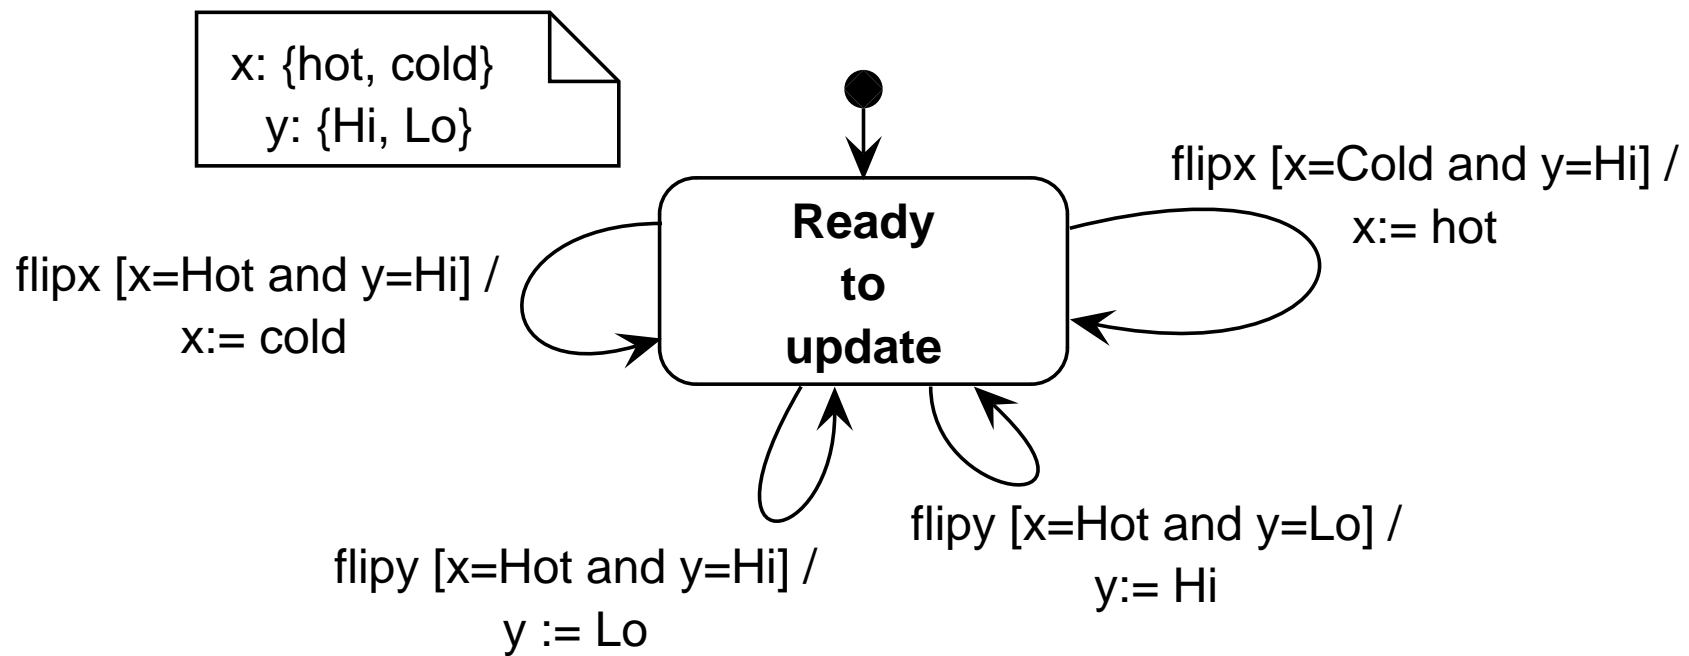 x: {hot, cold}
y: {Hi, Lo}
flipx [x=Cold and y=Hi] /
x:= hot
Ready
to
update
flipx [x=Hot and y=Hi] /
x:= cold
flipy [x=Hot and y=Lo] /
y:= Hi
flipy [x=Hot and y=Hi] /
y := Lo